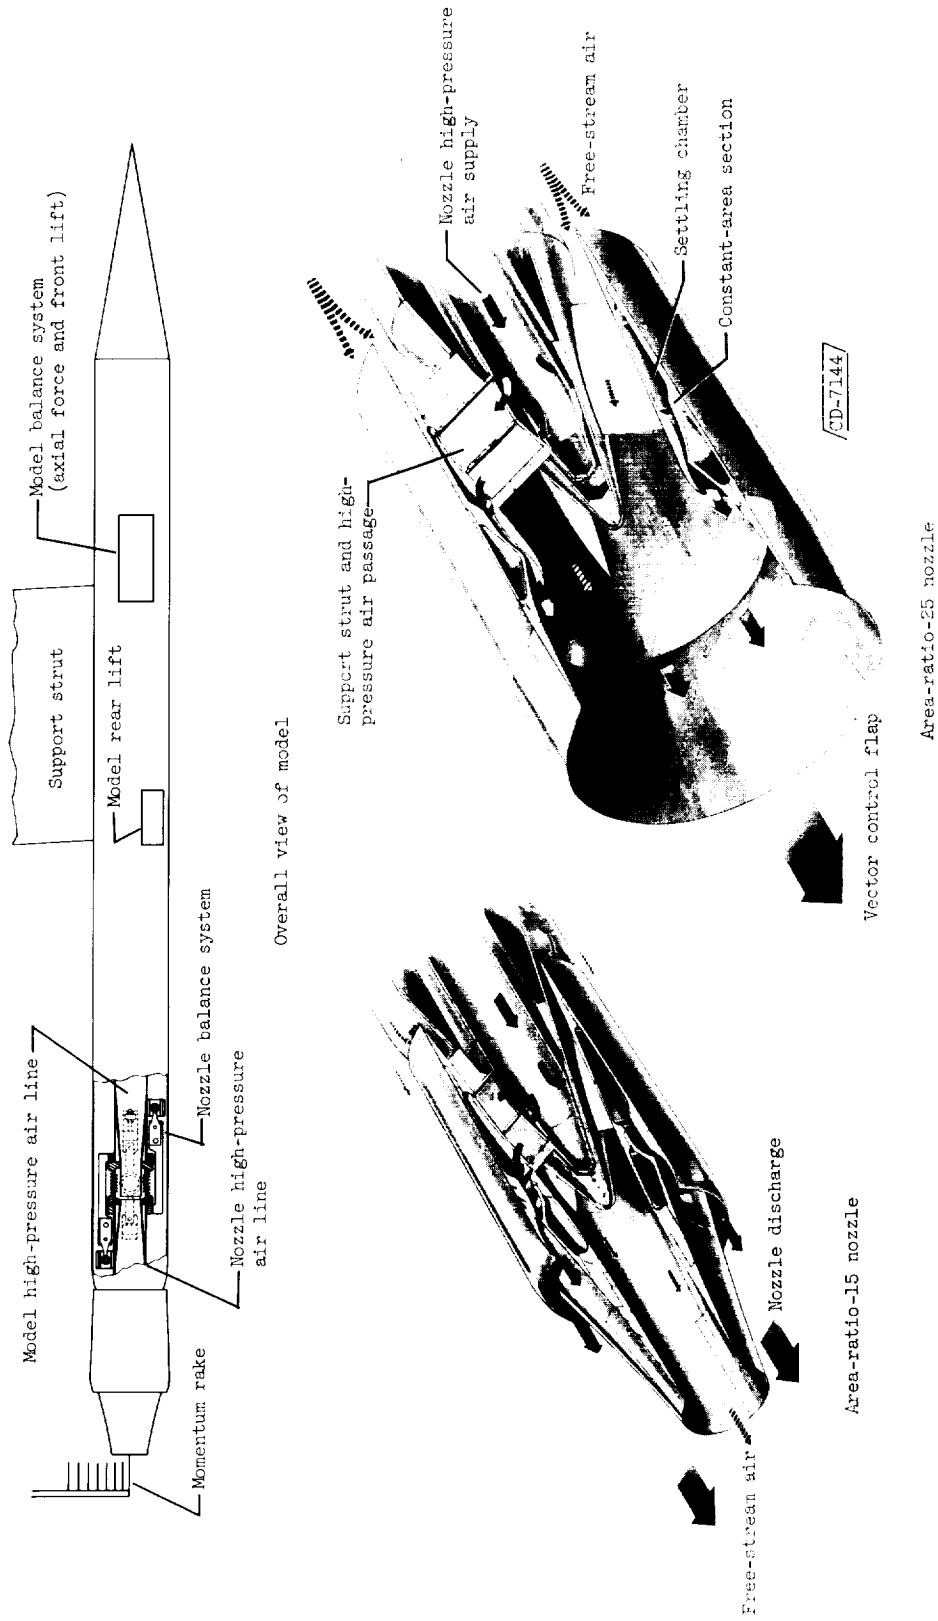 Model high-pressure air line
Support strut
Model balance system
(axial force and front lift)
Model rear lift
Momentum rake
Nozzle high-pressure
air line
Nozzle balance system
Overall view of model
Support strut and high-
pressure air passage
Nozzle high-pressure
air supply
Free-stream air
Settling chamber
Constant-area section
CD-7144
Free-stream air
Nozzle discharge
Vector control flap
Area-ratio-15 nozzle
Area-ratio-25 nozzle